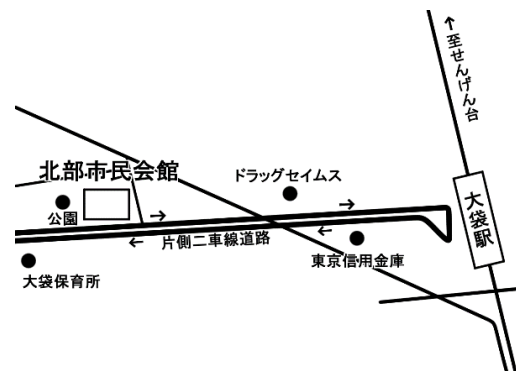 ↑至せんげん台
北部市民会館
ドラッグセイムス
大袋駅
公園
→
→
←
←
片側二車線道路
東京信用金庫
大袋保育所